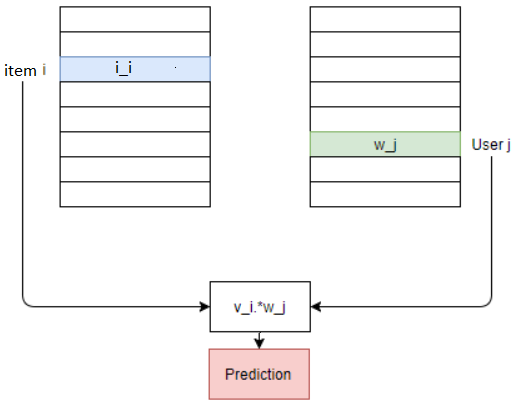 item i
i_i
w_j
User j
v_i.*w_j
Prediction